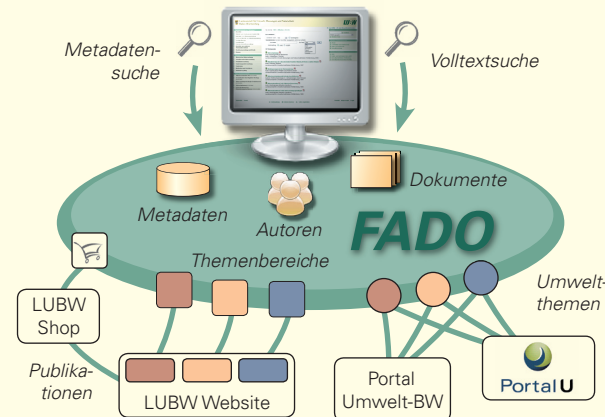 Metadaten-
suche
Volltextsuche
Dokumente
Metadaten
Autoren
FADO
Themenbereiche
Umwelt-
themen
LUBW
Shop
Publika-
tionen
LUBW Website
Portal
Umwelt-BW
Portal U